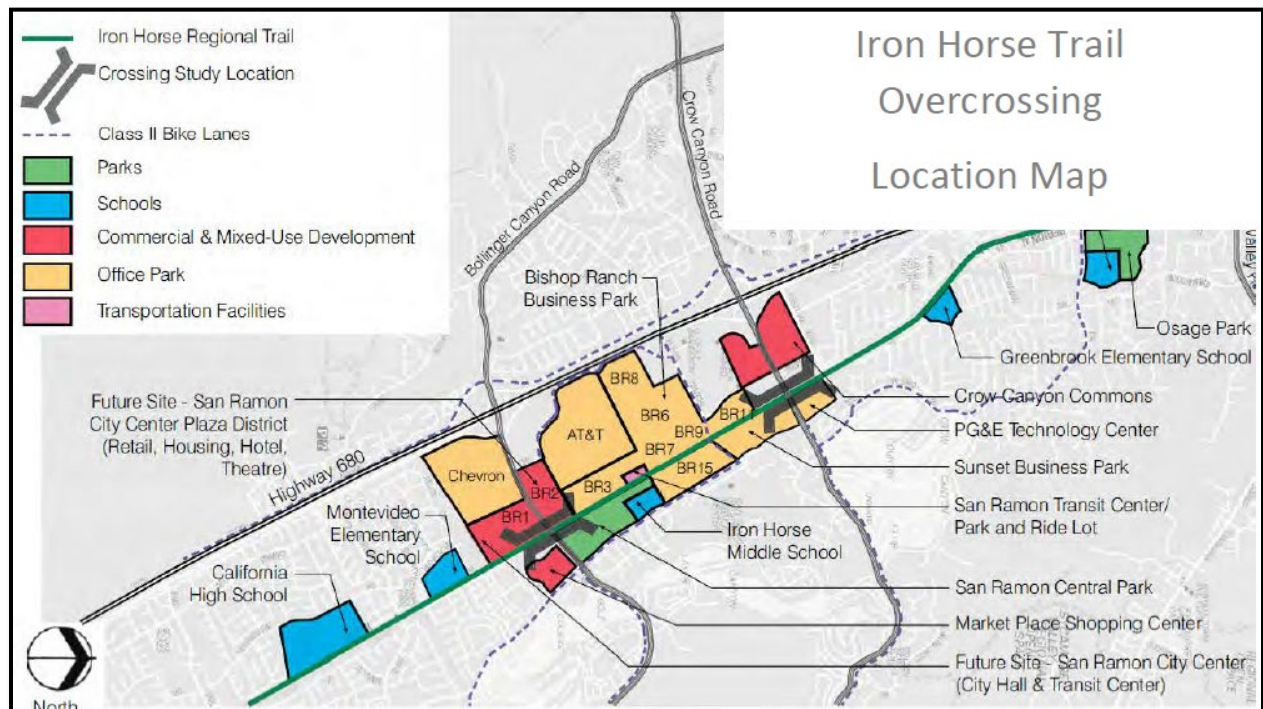 Iron Horse Trail
Overcrossing
Location Map
Iron Horse Regional Trail
Crossing Study Location
Class II Bike Lanes
Parks
Schools
Commercial & Mixed-Use Development
Office Park
Transportation Facilities
Bollinger Canyon Road
Crow Canyon Road
Bishop Ranch
Business Park
Osage Park
Greenbrook Elementary School
Crow Canyon Commons
PG&E Technology Center
Sunset Business Park
San Ramon Transit Center/
Park and Ride Lot
San Ramon Central Park
Market Place Shopping Center
Future Site - San Ramon City Center
(City Hall & Transit Center)
Iron Horse
Middle School
Future Site - San Ramon
City Center Plaza District
(Retail, Housing, Hotel,
Theatre)
Highway 680
Montevideo
Elementary
School
California
High School
BR8
BR6
AT&T
BR9
BR7
BR15
BR3
Chevron
BR2
BR1
North